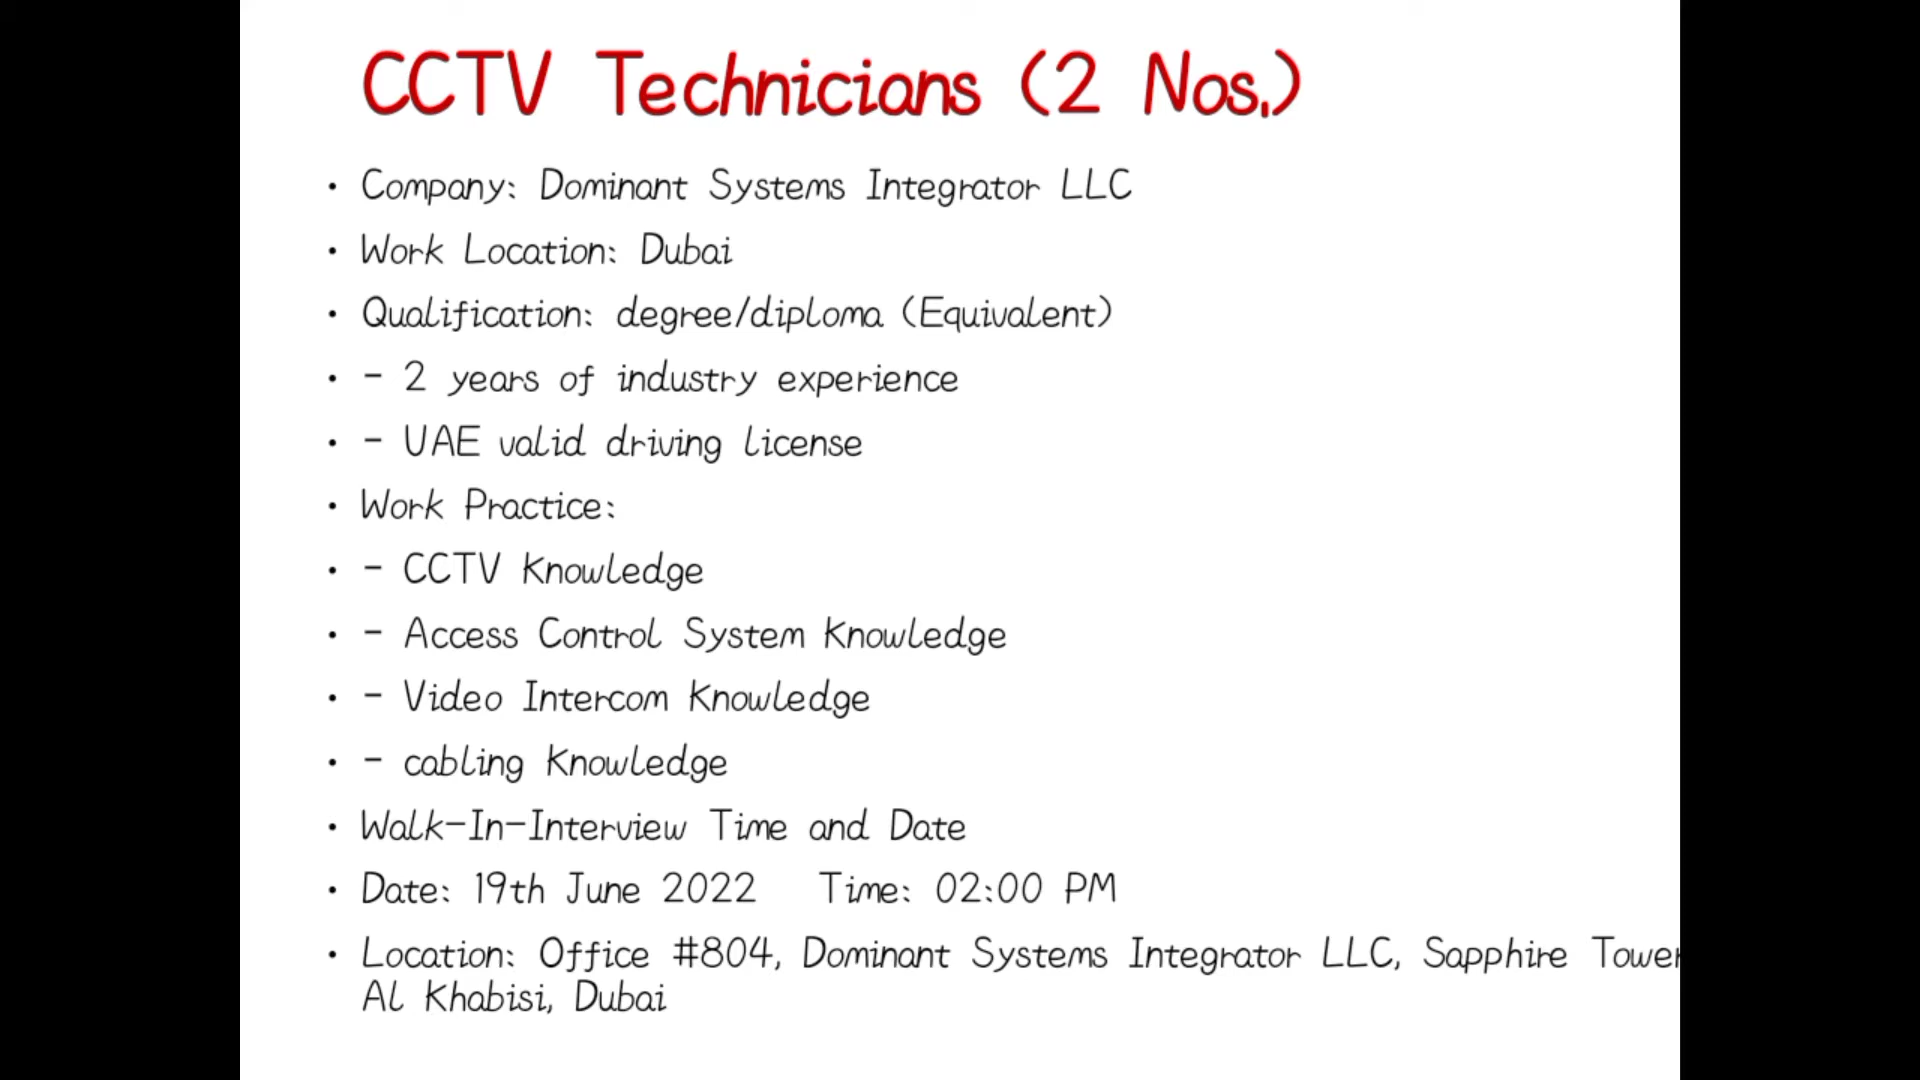 CCTV Technicians (2 Nos.)
• Company: Dominant Systems Integrator LLC
• Work Location: Dubai
• Qualification: degree/diploma (Equivalent)
• - 2 years of industry experience
• - UAE valid driving license
• Work Practice:
• - CCTV Knowledge
• - Access Control System Knowledge
• - Video Intercom Knowledge
• - cabling Knowledge
• Walk-In-Interview Time and Date
• Date: 19th June 2022 Time: 02:00 PM
• Location: Office #804, Dominant Systems Integrator LLC, Sapphire Tower
Al Khabisi, Dubai